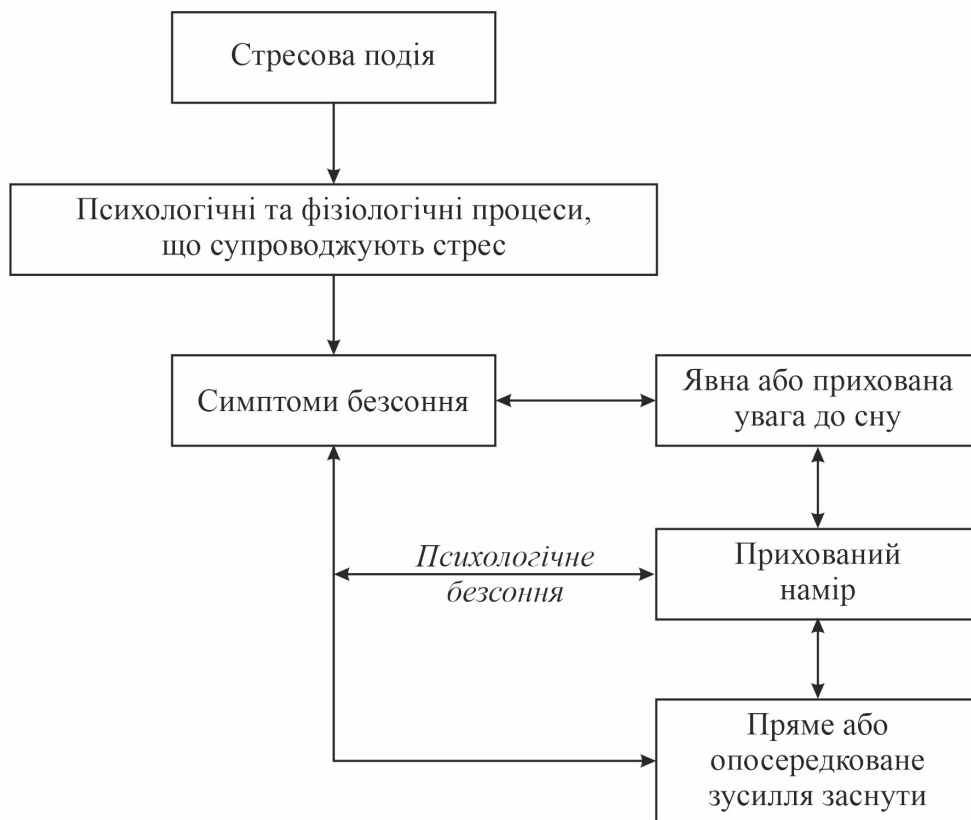 Стресова подія
Психологічні та фізіологічні процеси,
що супроводжують стрес
Симптоми безсоння
Явна або прихована
увага до сну
Психологічне
безсоння
Прихований
намір
Пряме або
опосередковане
зусилля заснути